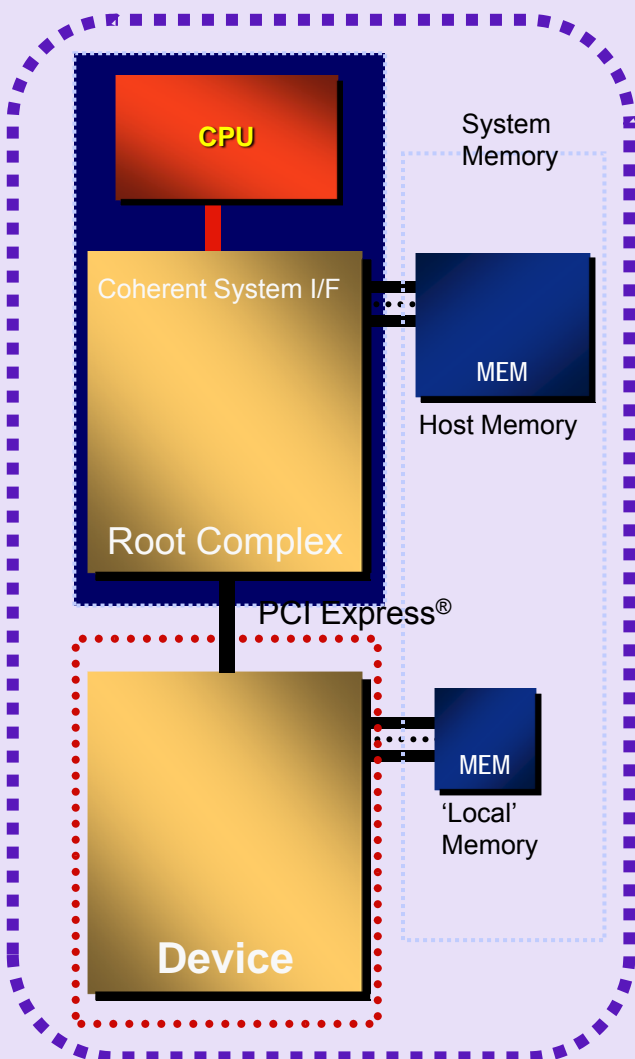 CPU
System
Memory
Coherent System I/F
MEM
Host Memory
Root Complex
PCI Express®
MEM
‘Local’
Memory
Device